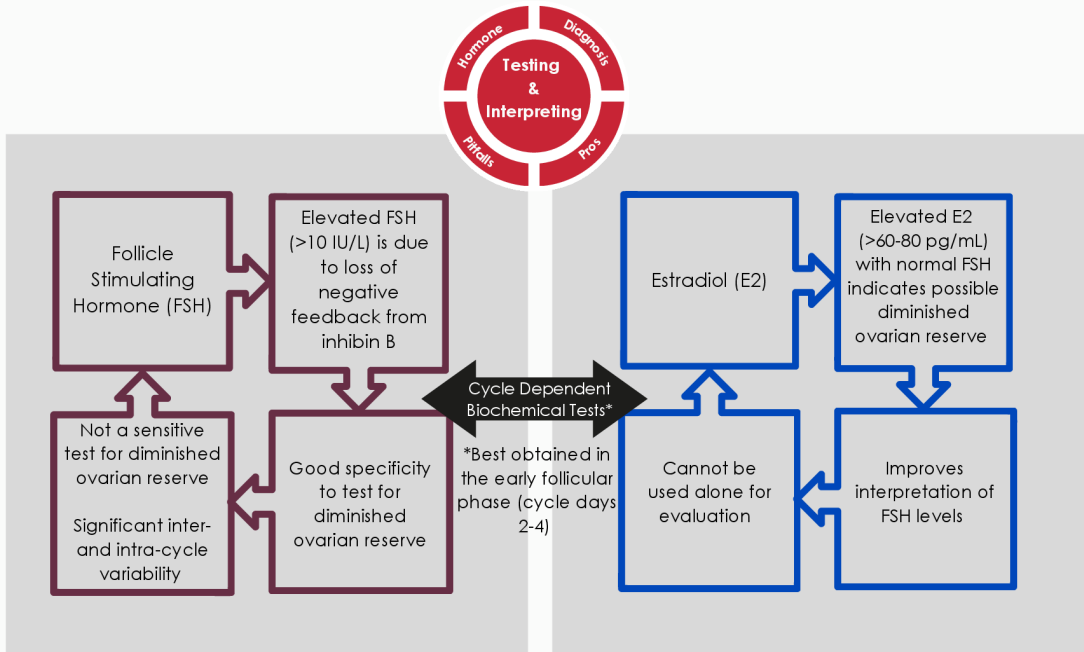 Hormone
Diagnosis
Testing
&
Interpreting
Pitfalls
Pros
Follicle
Stimulating
Hormone (FSH)
Elevated FSH
(>10 IU/L) is due
to loss of
negative
feedback from
inhibin B
Good specificity
to test for
diminished
ovarian reserve
Not a sensitive
test for diminished
ovarian reserve
Significant inter-
and intra-cycle
variability
Cycle Dependent
Biochemical Tests*
*Best obtained in
the early follicular
phase (cycle days
2-4)
Estradiol (E2)
Elevated E2
(>60-80 pg/mL)
with normal FSH
indicates possible
diminished
ovarian reserve
Improves
interpretation of
FSH levels
Cannot be
used alone for
evaluation